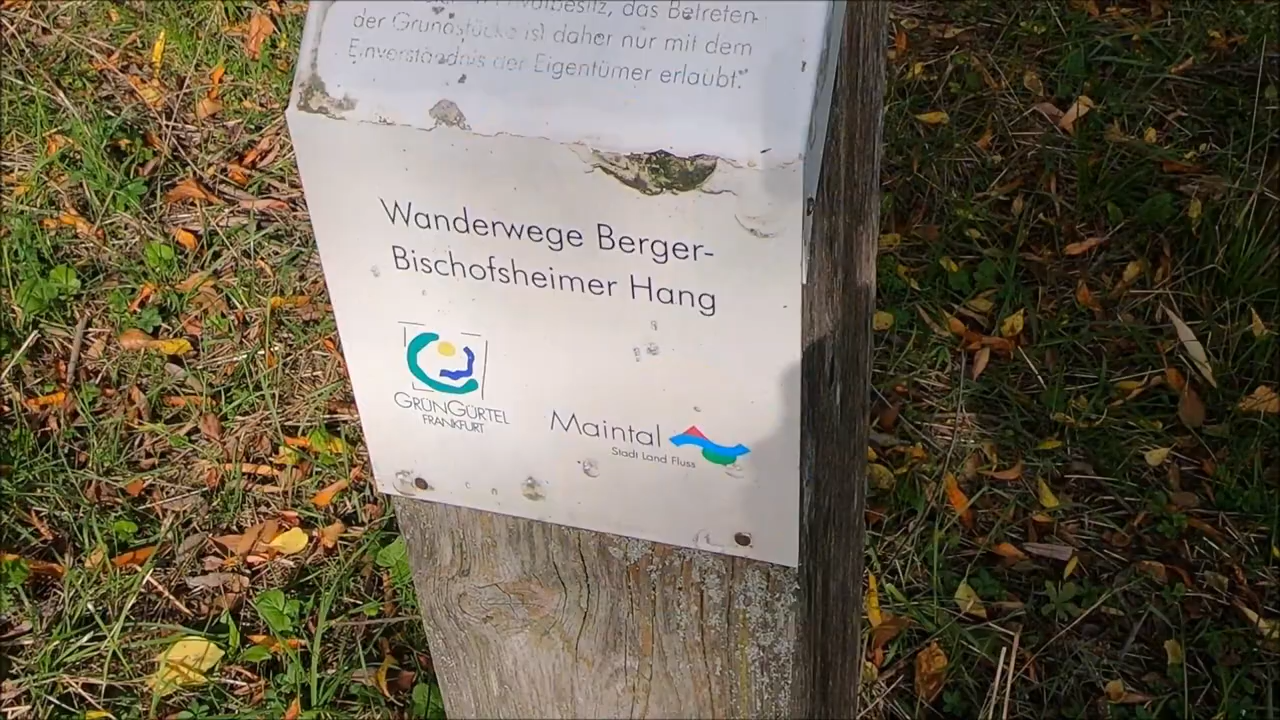 Privatbesitz, das Betreten
der Grundstücke ist daher nur mit dem
Einverständnis der Eigentümer erlaubt."
Wanderwege Berger-
Bischofsheimer Hang
GRÜNGÜRTEL
FRANKFURT
Maintal
Stadt Land Fluss